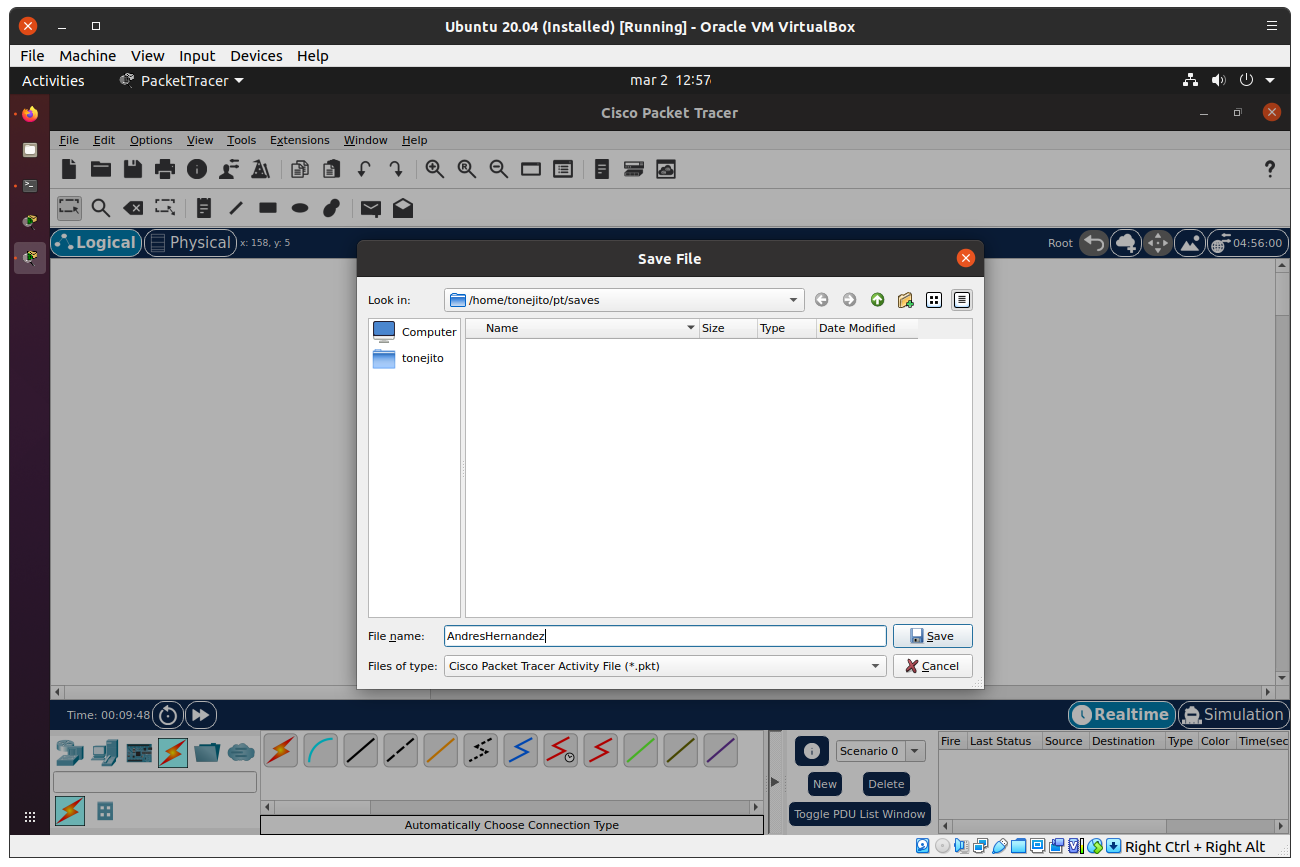 Ubuntu 20.04 (Installed) [Running] - Oracle VM VirtualBox
File Machine View Input Devices Help
Activities PacketTracer mar 2 12:57
Cisco Packet Tracer
File Edit Options View Tools Extensions Window Help
Logical Physical x: 158, y: 5 Root 04:56:00
Save File
Look in: /home/tonejito/pt/saves
Name Size Type Date Modified
Computer
tonejito
File name: AndresHernandez Save
Files of type: Cisco Packet Tracer Activity File (*.pkt) Cancel
Time: 00:09:48 Realtime Simulation
Scenario 0
Fire Last Status Source Destination Type Color Time(sec
New Delete
Toggle PDU List Window
Automatically Choose Connection Type
Right Ctrl + Right Alt